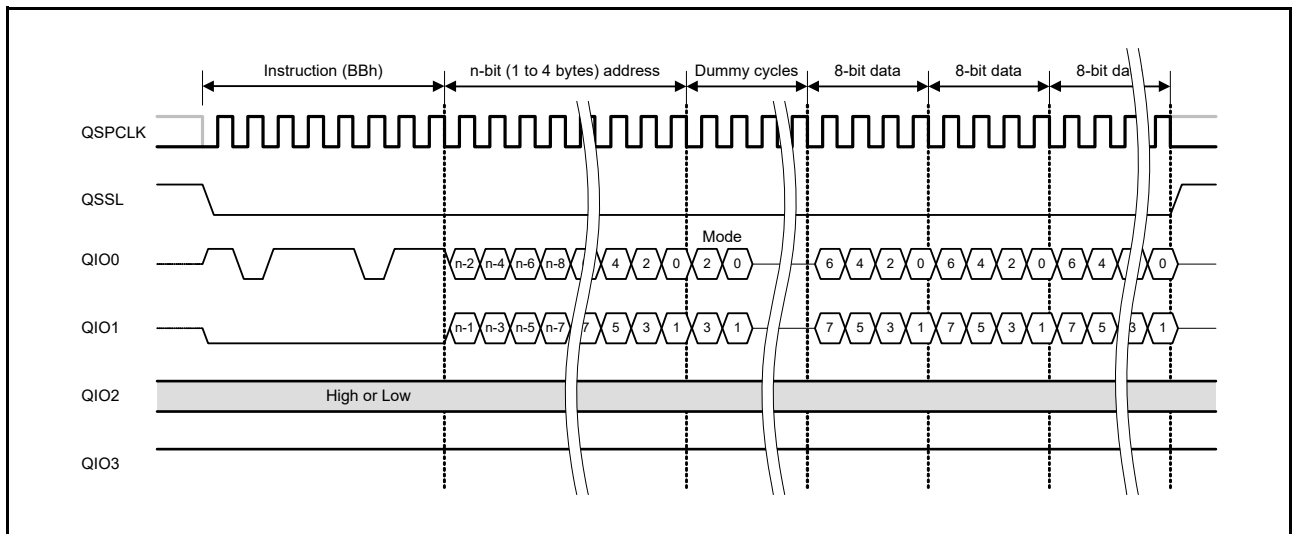 Instruction (BBh) n-bit (1 to 4 bytes) address Dummy cycles 8-bit data 8-bit data 8-bit da
QSPCLK
QSSL
Mode
QIO0 n-2 n-4 n-6 n-8 4 2 0 2 0 6 4 2 0 6 4 2 0 6 4 0
QIO1 n-1 n-3 n-5 n-7 7 5 3 1 3 1 7 5 3 1 7 5 3 1 7 5 3 1
QIO2 High or Low
QIO3